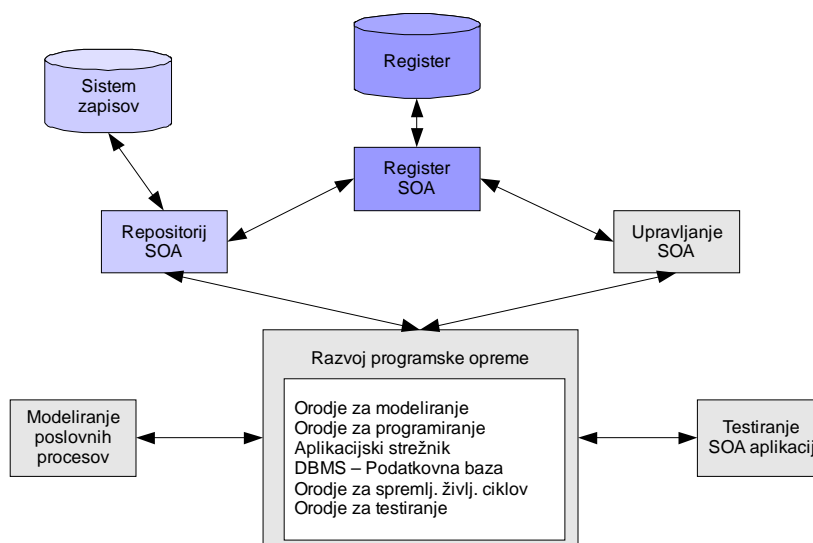 Register
Sistem
zapisov
Register
SOA
Repozitorij
SOA
Upravljanje
SOA
Razvoj programske opreme
Orodje za modeliranje
Orodje za programiranje
Aplikacijski strežnik
DBMS – Podatkovna baza
Orodje za spremlj. življ. ciklov
Orodje za testiranje
Modeliranje
poslovnih
procesov
Testiranje
SOA aplikacij